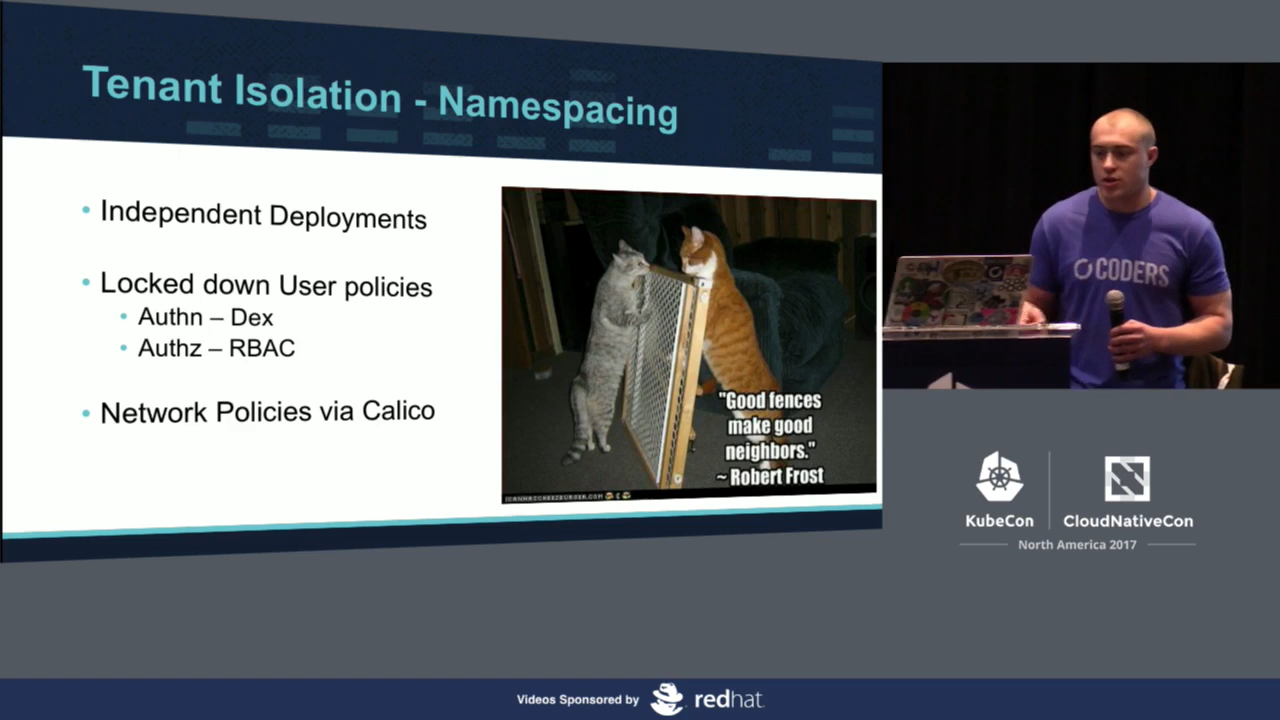 Tenant Isolation - Namespacing
• Independent Deployments
• Locked down User policies
• Authn – Dex
• Authz – RBAC
• Network Policies via Calico
"Good fences
make good
neighbors."
~ Robert Frost
ICANHASCHEEZBURGER.COM
CODERS
KubeCon
CloudNativeCon
North America 2017
Videos Sponsored by
redhat